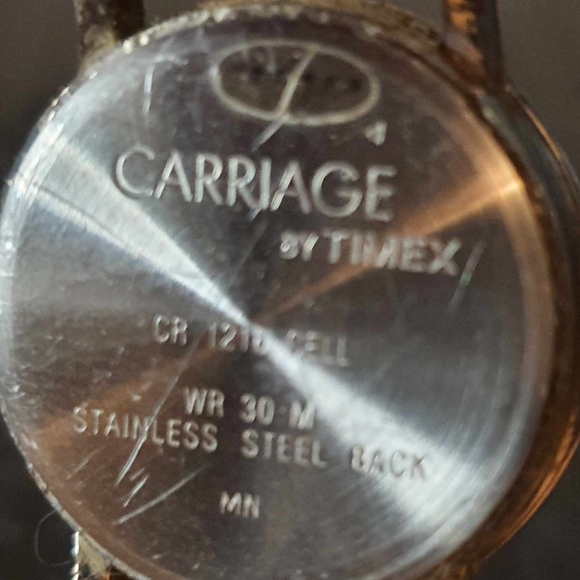 CARRIAGE
BY TIMEX
CR 1216 CELL
WR 30-M
STAINLESS STEEL BACK
MN